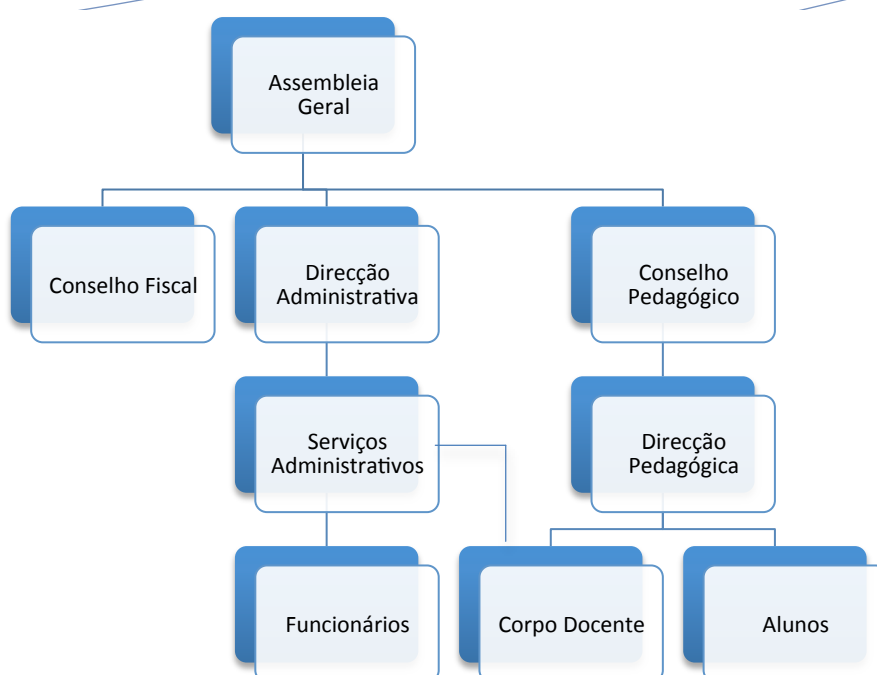 Assembleia
Geral
Conselho Fiscal
Direcção
Administrativa
Conselho
Pedagógico
Serviços
Administrativos
Direcção
Pedagógica
Funcionários
Corpo Docente
Alunos